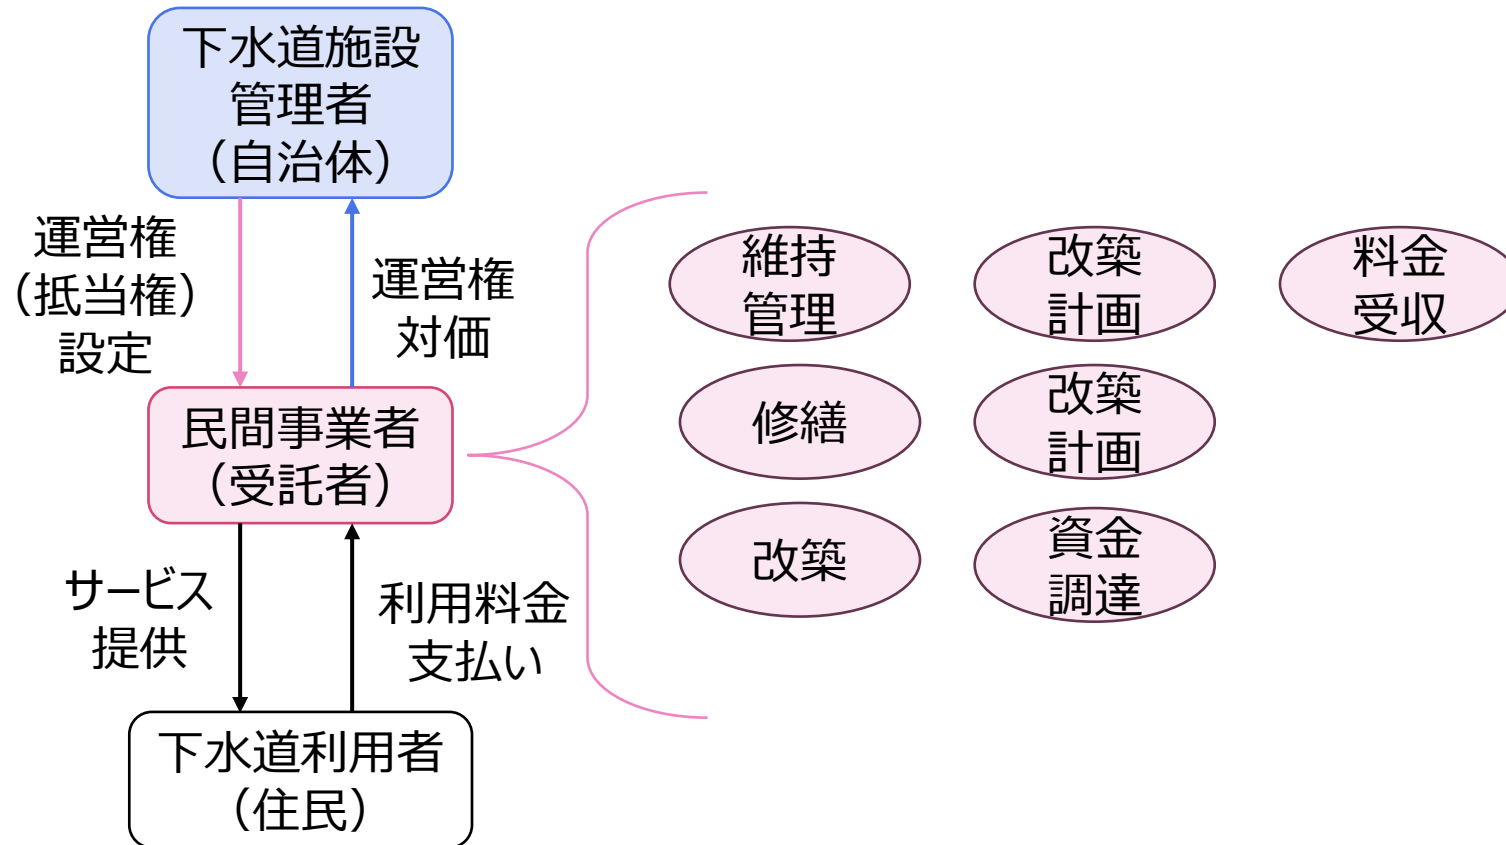 下水道施設
管理者
（自治体）
運営権
（抵当権）
設定
運営権
対価
民間事業者
（受託者）
サービス
提供
利用料金
支払い
下水道利用者
（住民）
維持
管理
改築
計画
料金
受収
修繕
改築
計画
改築
資金
調達